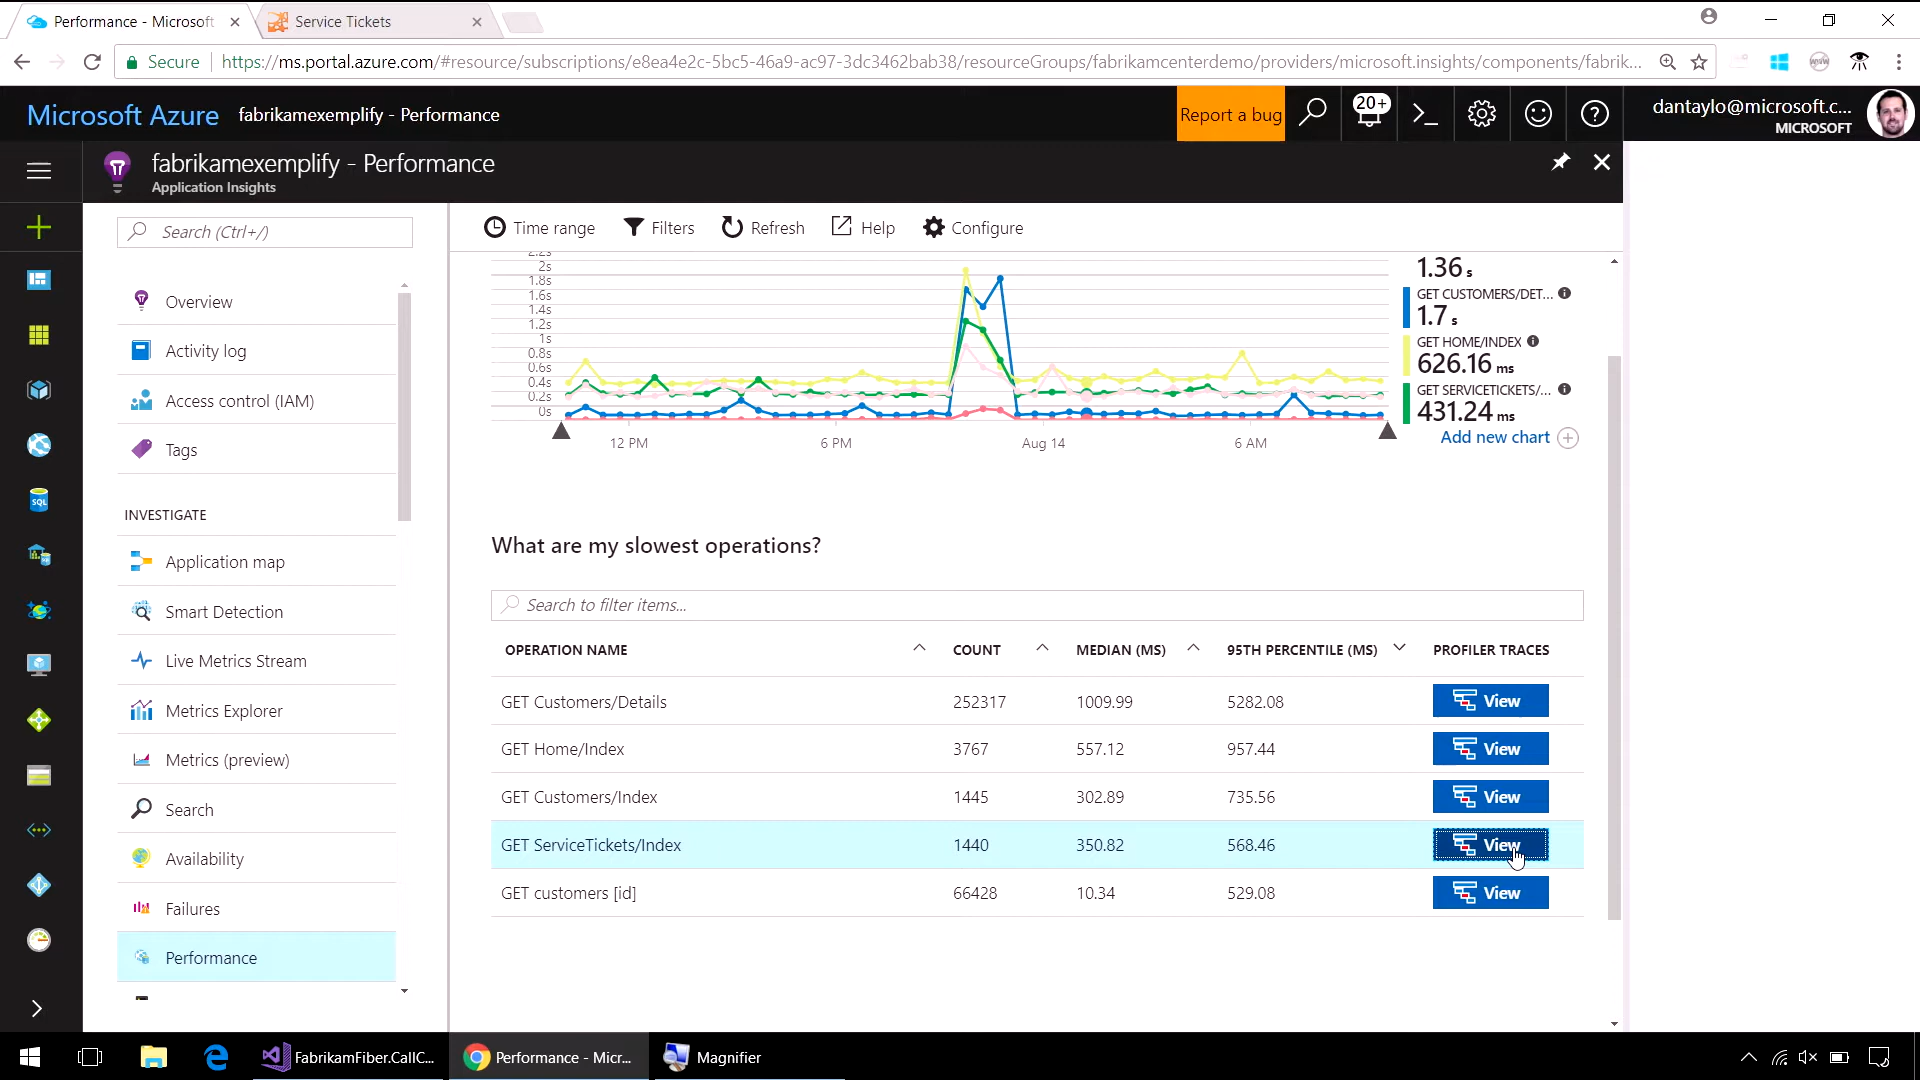 Performance - Microsoft
Service Tickets
Secure
https://ms.portal.azure.com/#resource/subscriptions/e8ea4e2c-5bc5-46a9-ac97-3dc3462bab38/resourceGroups/fabrikamcenterdemo/providers/microsoft.insights/components/fabrik...
Microsoft Azure
fabrikamexemplify - Performance
Report a bug
20+
dantaylo@microsoft.c...
MICROSOFT
fabrikamexemplify - Performance
Application Insights
Search (Ctrl+/)
Overview
Activity log
Access control (IAM)
Tags
INVESTIGATE
Application map
Smart Detection
Live Metrics Stream
Metrics Explorer
Metrics (preview)
Search
Availability
Failures
Performance
Time range
Filters
Refresh
Help
Configure
2.2s
2s
1.8s
1.6s
1.4s
1.2s
1s
0.8s
0.6s
0.4s
0.2s
0s
12 PM
6 PM
Aug 14
6 AM
1.36 s
GET CUSTOMERS/DET...
1.7 s
GET HOME/INDEX
626.16 ms
GET SERVICETICKETS/...
431.24 ms
Add new chart
What are my slowest operations?
Search to filter items...
OPERATION NAME COUNT MEDIAN (MS) 95TH PERCENTILE (MS) PROFILER TRACES
GET Customers/Details 252317 1009.99 5282.08 View
GET Home/Index 3767 557.12 957.44 View
GET Customers/Index 1445 302.89 735.56 View
GET ServiceTickets/Index 1440 350.82 568.46 View
GET customers [id] 66428 10.34 529.08 View
FabrikamFiber.CallC...
Performance - Micr...
Magnifier